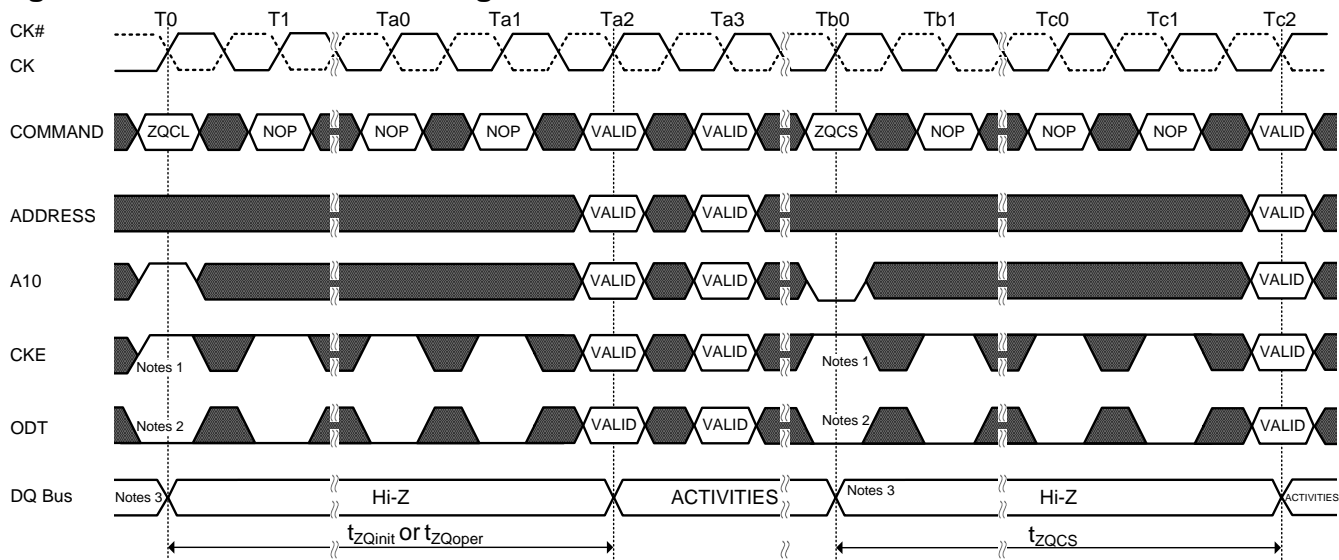 T0 T1 Ta0 Ta1 Ta2 Ta3 Tb0 Tb1 Tc0 Tc1 Tc2
CK#
CK
COMMAND ZQCL NOP NOP NOP VALID VALID ZQCS NOP NOP NOP VALID
ADDRESS VALID VALID VALID
A10 VALID VALID VALID
CKE Notes 1 VALID VALID Notes 1 VALID
ODT Notes 2 VALID VALID Notes 2 VALID
DQ Bus Notes 3 Hi-Z ACTIVITIES Notes 3 Hi-Z ACTIVITIES
tZQinit or tZQoper tZQCS